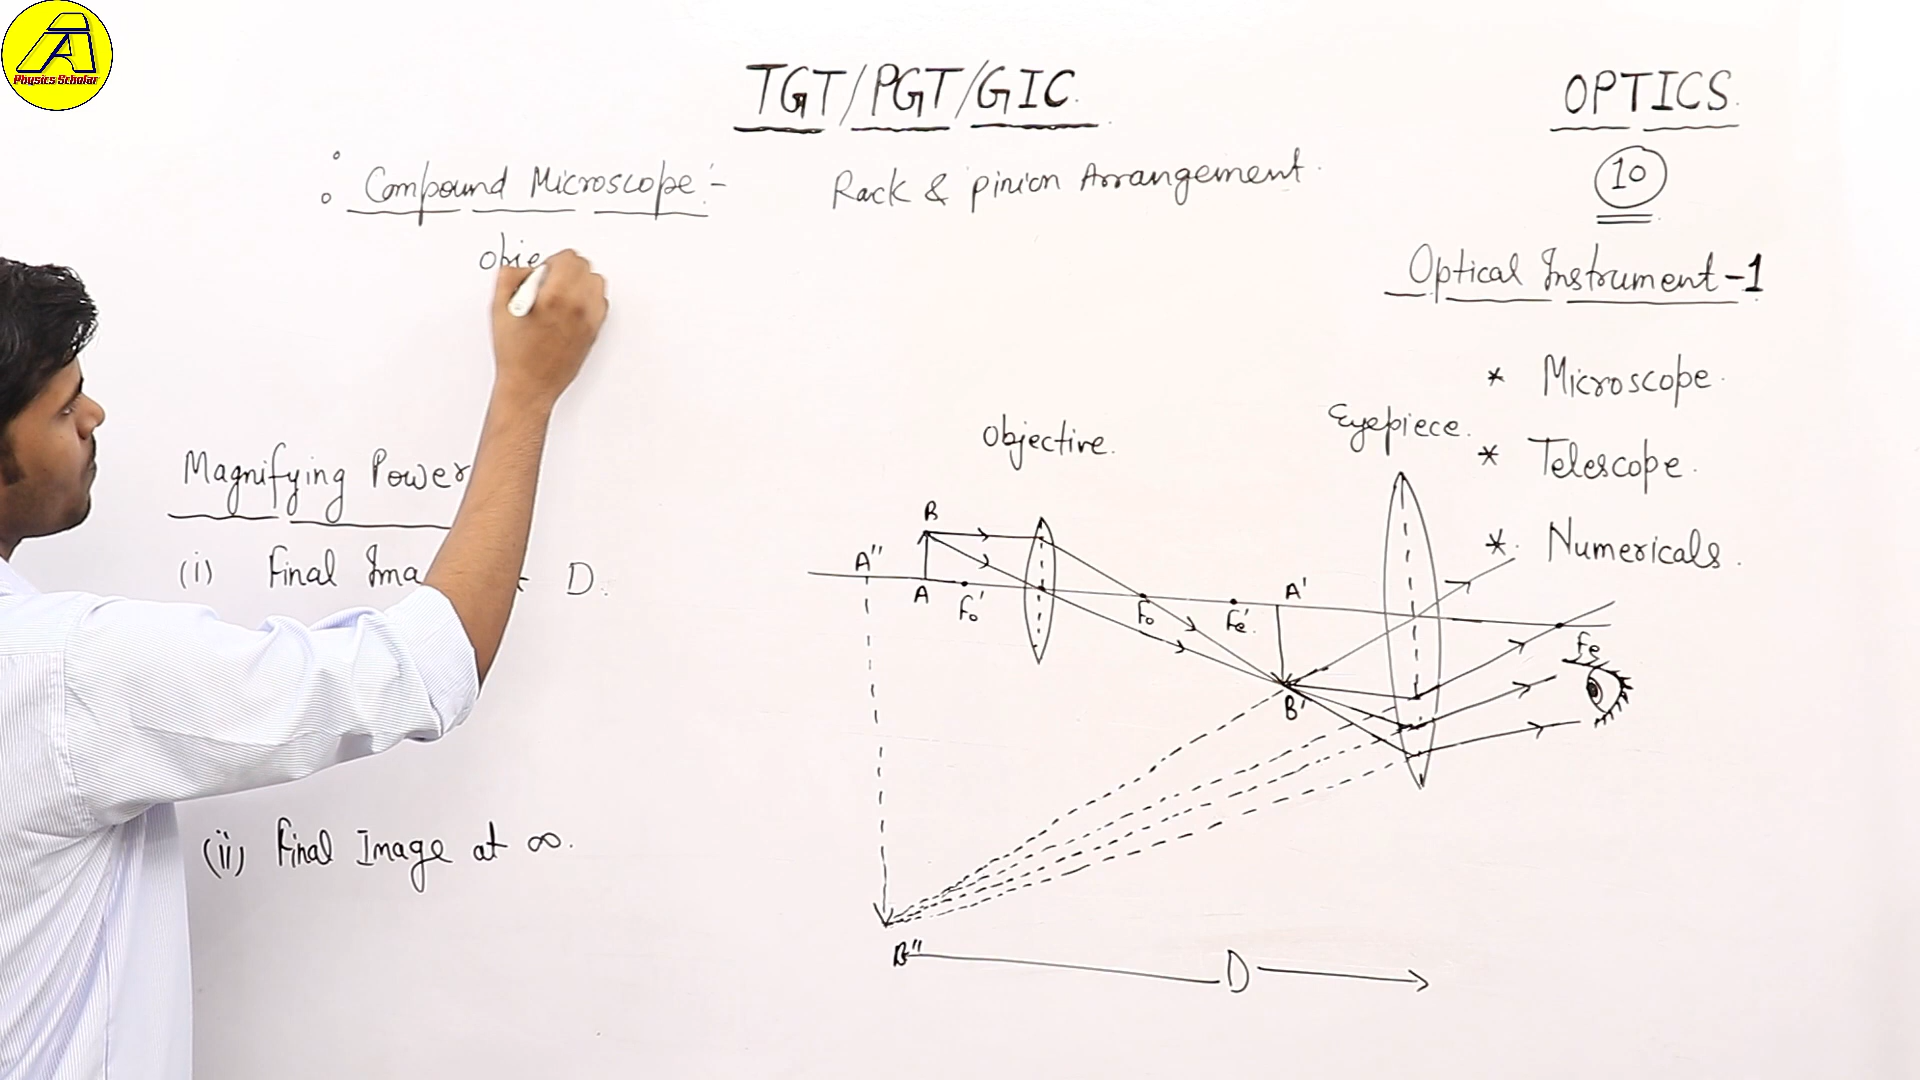 A
Physics Scholar
TGT/PGT/GIC.
OPTICS.
10
Compound Microscope:-
Rack & pinion Arrangement.
Obje
Optical Instrument-1
* Microscope.
* Telescope.
* Numericals.
Magnifying Power
(i) Final Ima D.
(ii) Final Image at ∞.
Objective.
Eyepiece.
B
A"
A
Fo'
Fo
Fe'.
A'
B'
Fe
B"
D